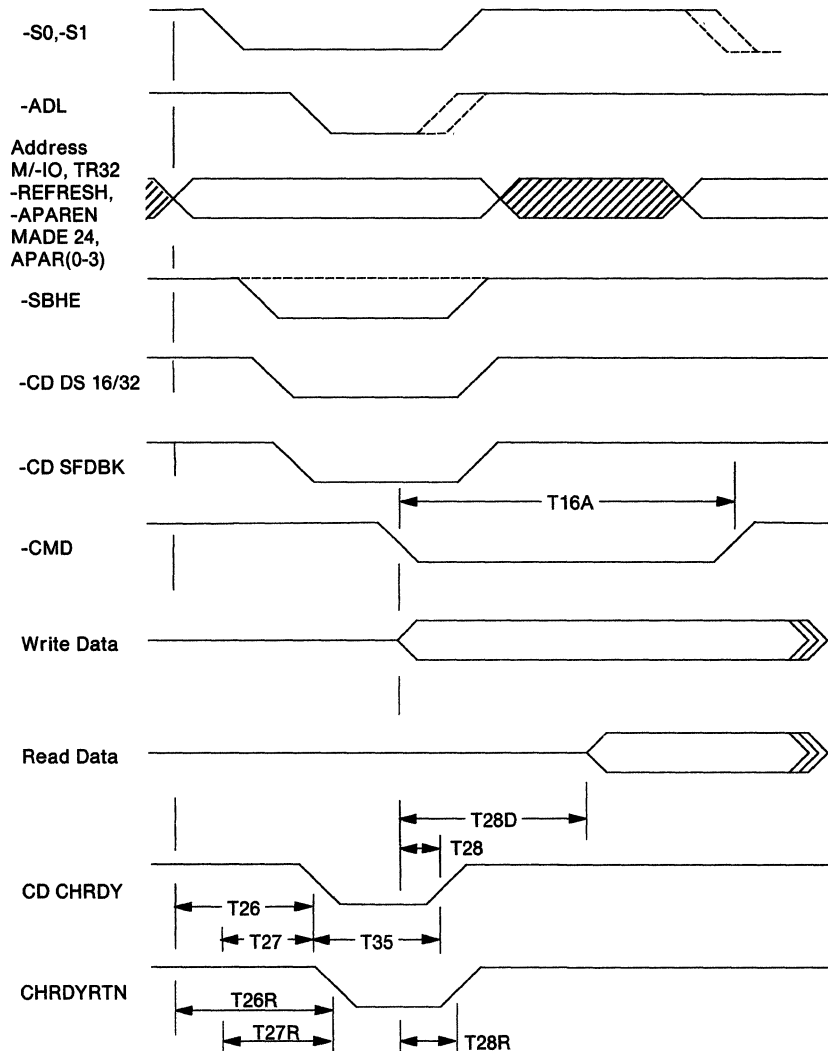 -S0,-S1
-ADL
Address
M/-IO, TR32
-REFRESH,
-APAREN
MADE 24,
APAR(0-3)
-SBHE
-CD DS 16/32
-CD SFDBK
T16A
-CMD
Write Data
Read Data
T28D
T28
CD CHRDY
T26
T27
T35
CHRDYRTN
T26R
T27R
T28R